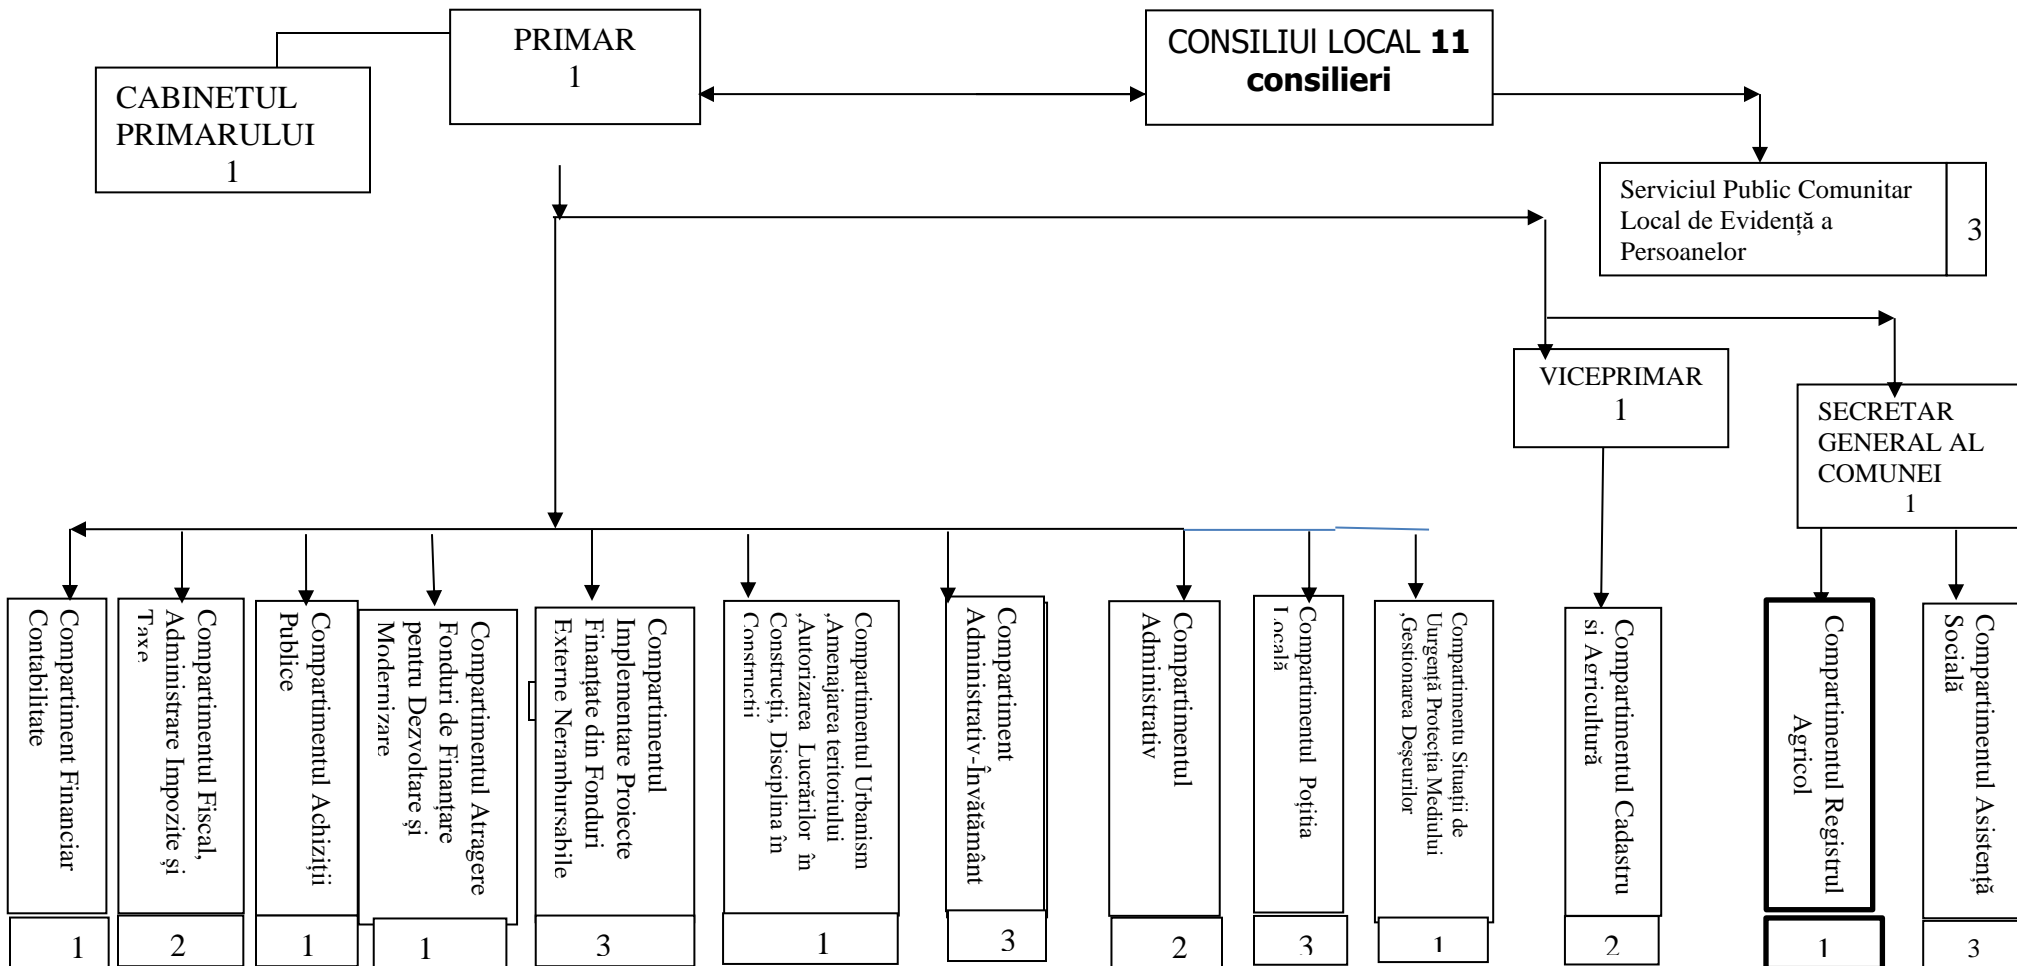 PRIMAR
1
CONSILIUl LOCAL 11
consilieri
CABINETUL
PRIMARULUI
1
Serviciul Public Comunitar
Local de Evidență a
Persoanelor
3
VICEPRIMAR
1
SECRETAR
GENERAL AL
COMUNEI
1
Compartiment Financiar
Contabilitate
1
Compartimentul Fiscal,
Administrare Impozite și
Taxe
2
Compartimentul Achiziții
Publice
1
Compartimentul Atragere
Fonduri de Finanțare
pentru Dezvoltare și
Modernizare
1
Compartimentul
Implementare Proiecte
Finanțate din Fonduri
Externe Nerambursabile
3
Compartimentul Urbanism
,Amenajarea teritoriului
,Autorizarea Lucrărilor în
Construcții, Disciplina în
Constructii
1
Compartiment
Administrativ-Învătământ
3
Compartimentul
Administrativ
2
Compartimentul Poțitia
Locală
3
Compartimentu Situații de
Uurgență Protecția Mediului
,Gestionarea Deșeurilor
1
Compartimentul Cadastru
si Agricultură
2
Compartimentul Registrul
Agricol
1
Compartimentul Asistență
Socială
3